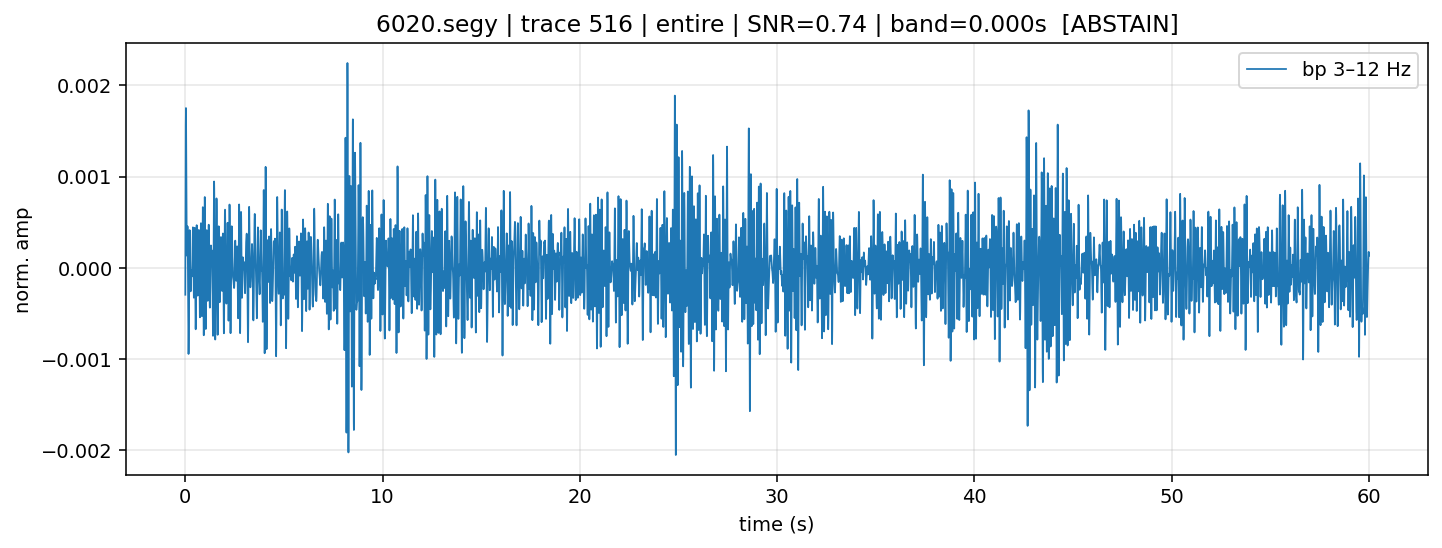 6020.segy | trace 516 | entire | SNR=0.74 | band=0.000s  [ABSTAIN]
bp 3–12 Hz
norm. amp
0.002
0.001
0.000
−0.001
−0.002
0 10 20 30 40 50 60
time (s)